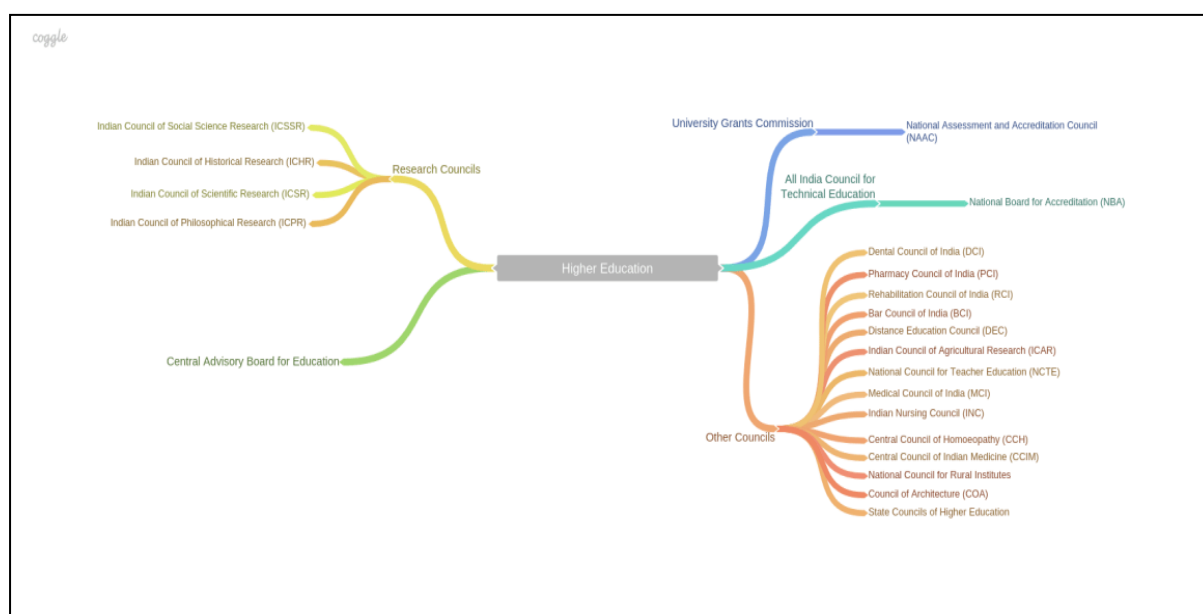 coggle
Indian Council of Social Science Research (ICSSR)
Indian Council of Historical Research (ICHR)
Indian Council of Scientific Research (ICSR)
Indian Council of Philosophical Research (ICPR)
Research Councils
Central Advisory Board for Education
Higher Education
University Grants Commission
National Assessment and Accreditation Council
(NAAC)
All India Council for
Technical Education
National Board for Accreditation (NBA)
Other Councils
Dental Council of India (DCI)
Pharmacy Council of India (PCI)
Rehabilitation Council of India (RCI)
Bar Council of India (BCI)
Distance Education Council (DEC)
Indian Council of Agricultural Research (ICAR)
National Council for Teacher Education (NCTE)
Medical Council of India (MCI)
Indian Nursing Council (INC)
Central Council of Homoeopathy (CCH)
Central Council of Indian Medicine (CCIM)
National Council for Rural Institutes
Council of Architecture (COA)
State Councils of Higher Education